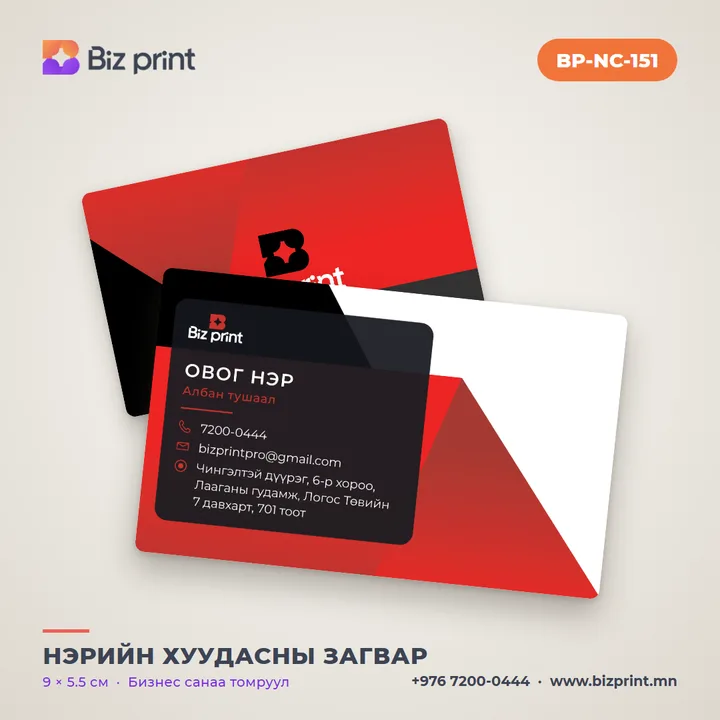 Biz print
BP-NC-151
print
Biz print
ОВОГ НЭР
Албан тушаал
7200-0444
bizprintpro@gmail.com
Чингэлтэй дүүрэг, 6-р хороо,
Лааганы гудамж, Логос Төвийн
7 давхарт, 701 тоот
НЭРИЙН ХУУДАСНЫ ЗАГВАР
9 × 5.5 см · Бизнес санаа томруул
+976 7200-0444 · www.bizprint.mn